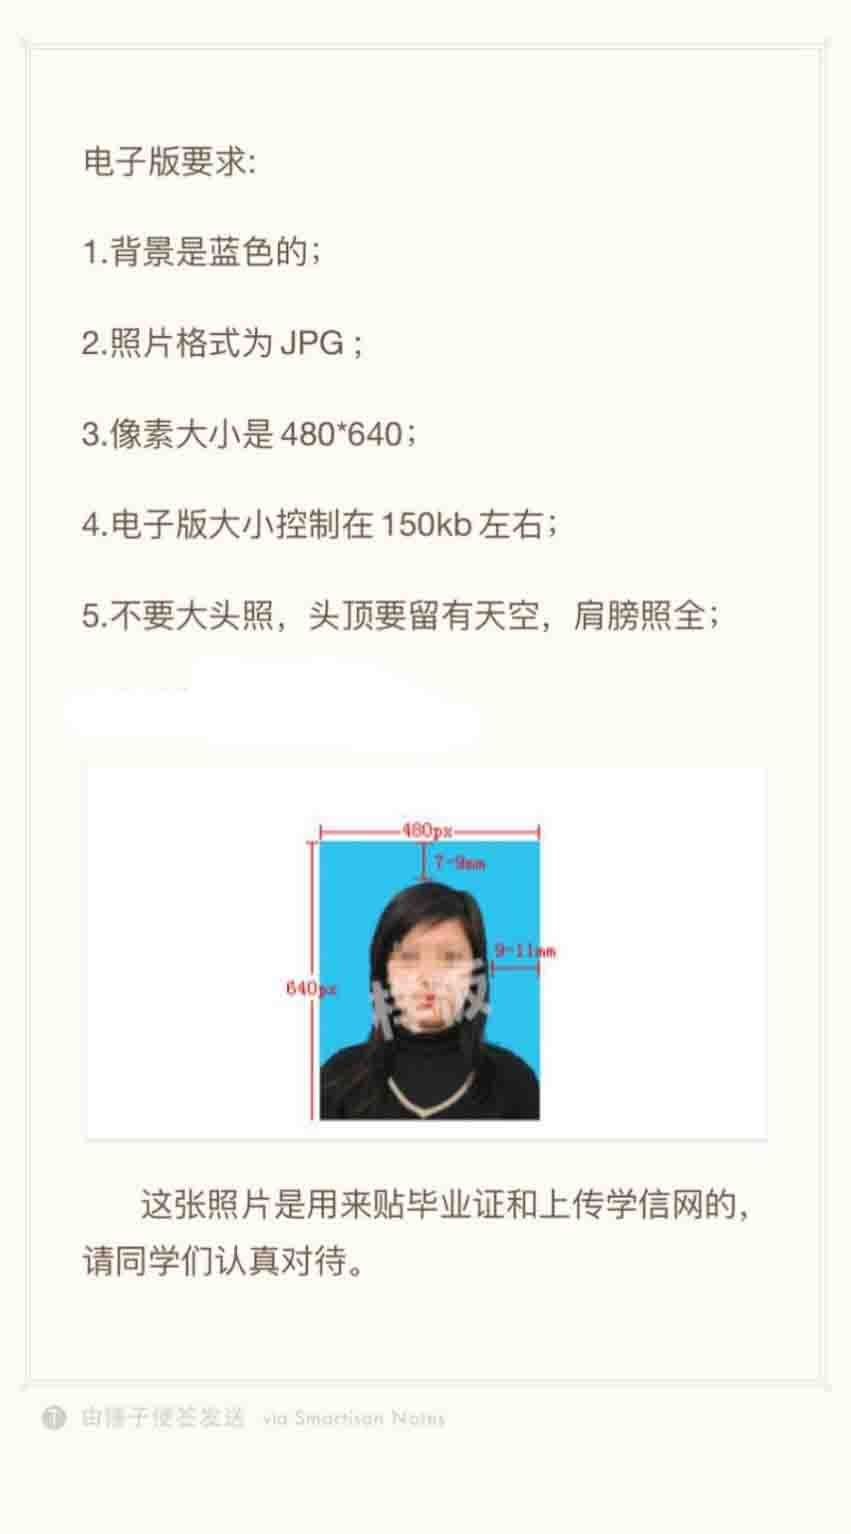 电子版要求:
1.背景是蓝色的；
2.照片格式为 JPG；
3.像素大小是 480*640；
4.电子版大小控制在 150kb 左右；
5.不要大头照，头顶要留有天空，肩膀照全；
480px
7-9mm
9-11mm
640px
样版
这张照片是用来贴毕业证和上传学信网的，
请同学们认真对待。
由锤子便签发送 via Smartisan Notes